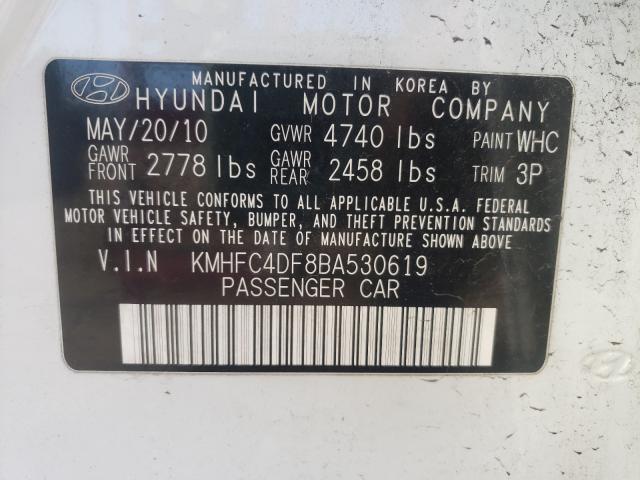 MANUFACTURED IN KOREA BY
HYUNDAI MOTOR COMPANY
MAY/20/10 GVWR 4740 lbs PAINT WHC
GAWR FRONT 2778 lbs GAWR REAR 2458 lbs TRIM 3P
THIS VEHICLE CONFORMS TO ALL APPLICABLE U.S.A. FEDERAL
MOTOR VEHICLE SAFETY, BUMPER, AND THEFT PREVENTION STANDARDS
IN EFFECT ON THE DATE OF MANUFACTURE SHOWN ABOVE.
V.I.N KMHFC4DF8BA530619
PASSENGER CAR